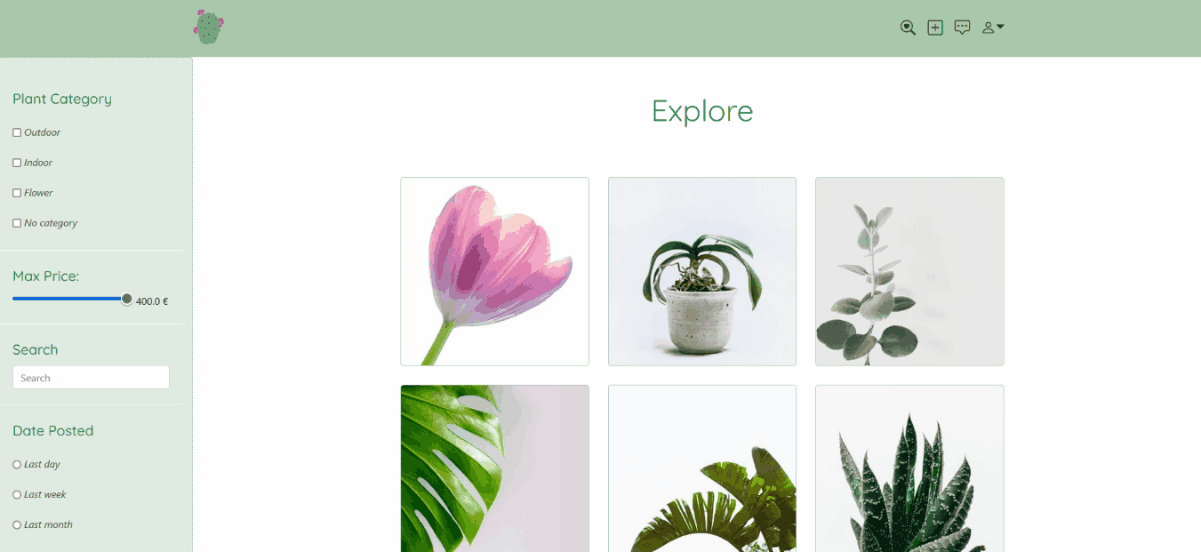 Plant Category
Outdoor
Indoor
Flower
No category
Max Price:
400.0 €
Search
Search
Date Posted
Last day
Last week
Last month
Explore